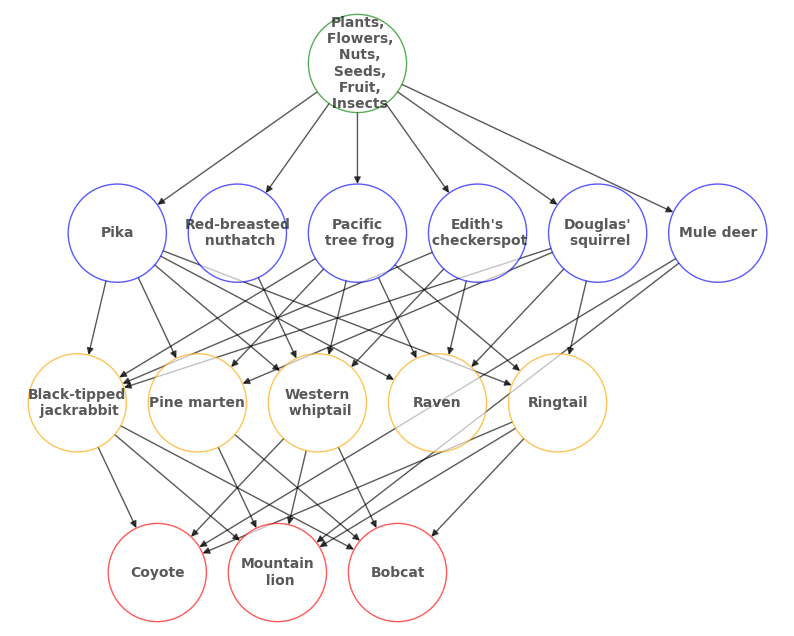 Plants,
Flowers,
Nuts,
Seeds,
Fruit,
Insects
Pika
Red-breasted
nuthatch
Pacific
tree frog
Edith's
checkerspot
Douglas'
squirrel
Mule deer
Black-tipped
jackrabbit
Pine marten
Western
whiptail
Raven
Ringtail
Coyote
Mountain
lion
Bobcat